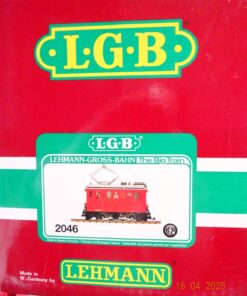 L·G·B
L·G·B
LEHMANN-GROSS-BAHN The Big Train
2046
Made in
W.-Germany by
LEHMANN
16 04 2025